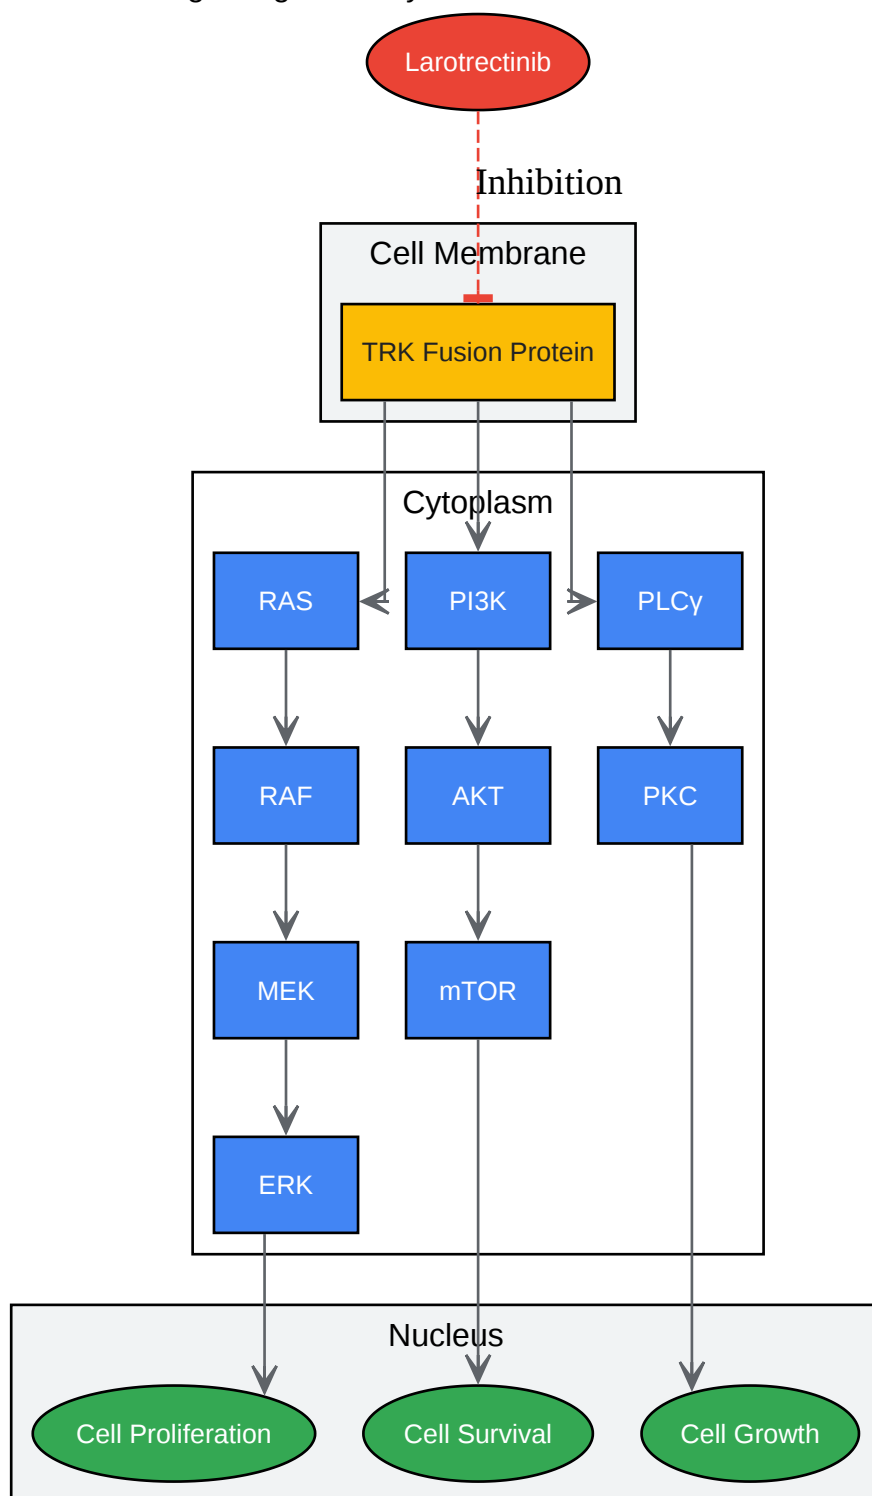 Larotrectinib
Inhibition
Cell Membrane
TRK Fusion Protein
Cytoplasm
RAS
PI3K
PLCγ
RAF
AKT
PKC
MEK
mTOR
ERK
Nucleus
Cell Proliferation
Cell Survival
Cell Growth